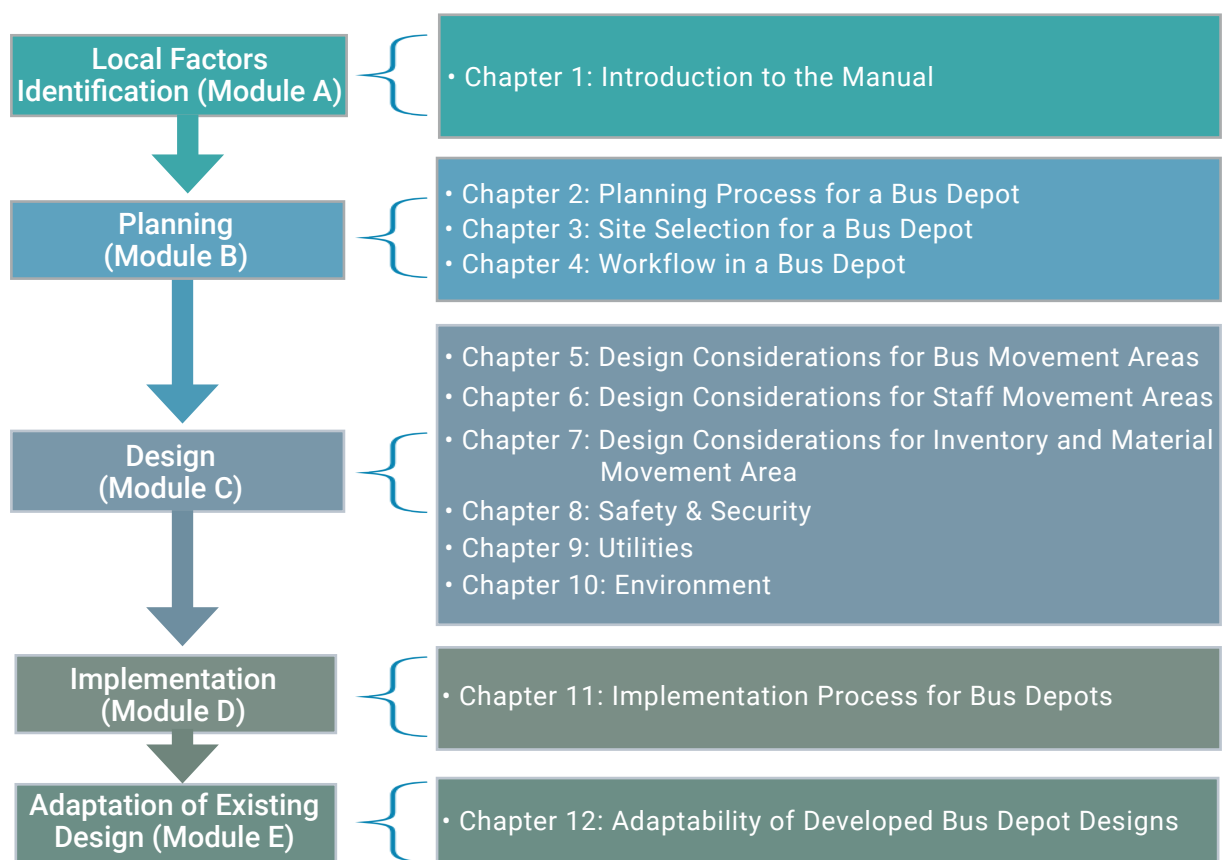 Local Factors
Identification (Module A)
• Chapter 1: Introduction to the Manual
Planning
(Module B)
• Chapter 2: Planning Process for a Bus Depot
• Chapter 3: Site Selection for a Bus Depot
• Chapter 4: Workflow in a Bus Depot
Design
(Module C)
• Chapter 5: Design Considerations for Bus Movement Areas
• Chapter 6: Design Considerations for Staff Movement Areas
• Chapter 7: Design Considerations for Inventory and Material
Movement Area
• Chapter 8: Safety & Security
• Chapter 9: Utilities
• Chapter 10: Environment
Implementation
(Module D)
• Chapter 11: Implementation Process for Bus Depots
Adaptation of Existing
Design (Module E)
• Chapter 12: Adaptability of Developed Bus Depot Designs